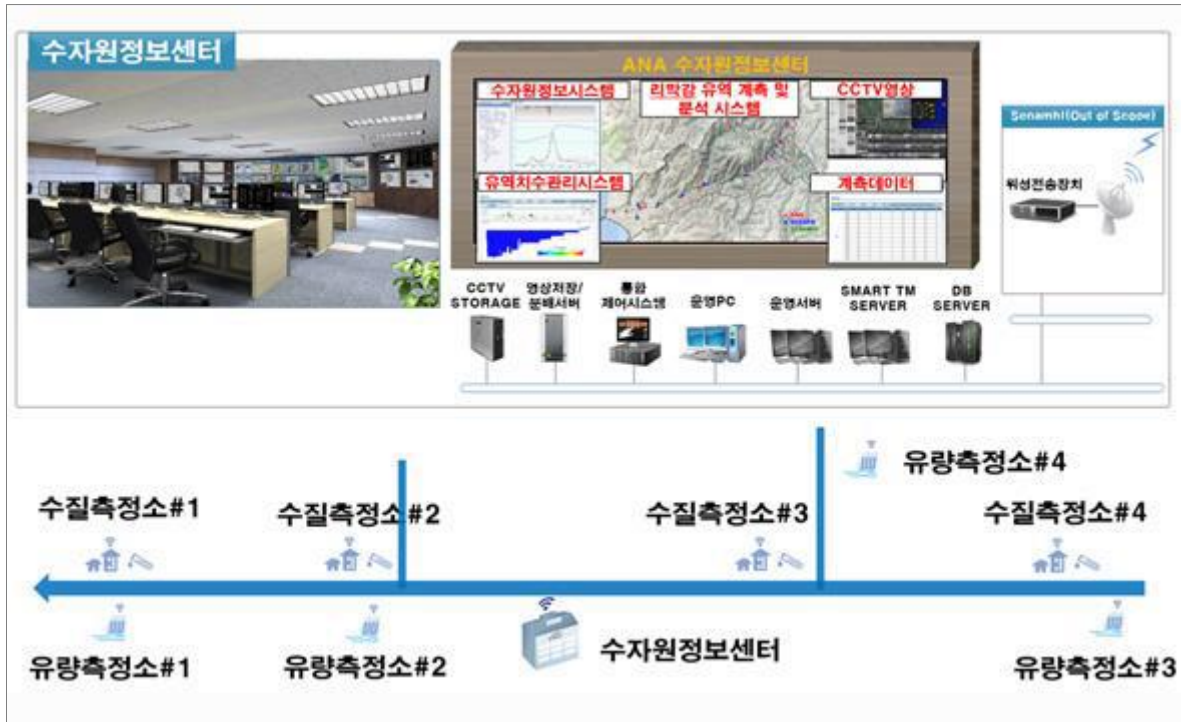 수자원정보센터
ANA 수자원정보센터
수자원정보시스템
리막강 유역 계측 및
분석 시스템
CCTV영상
유역치수관리시스템
계측데이터
Senamhi(Out of Scope)
위성전송장치
CCTV
STORAGE
영상저장/
분배서버
통합
제어시스템
운영PC
운영서버
SMART TM
SERVER
DB
SERVER
유량측정소#4
수질측정소#1
수질측정소#2
수질측정소#3
수질측정소#4
유량측정소#1
유량측정소#2
수자원정보센터
유량측정소#3